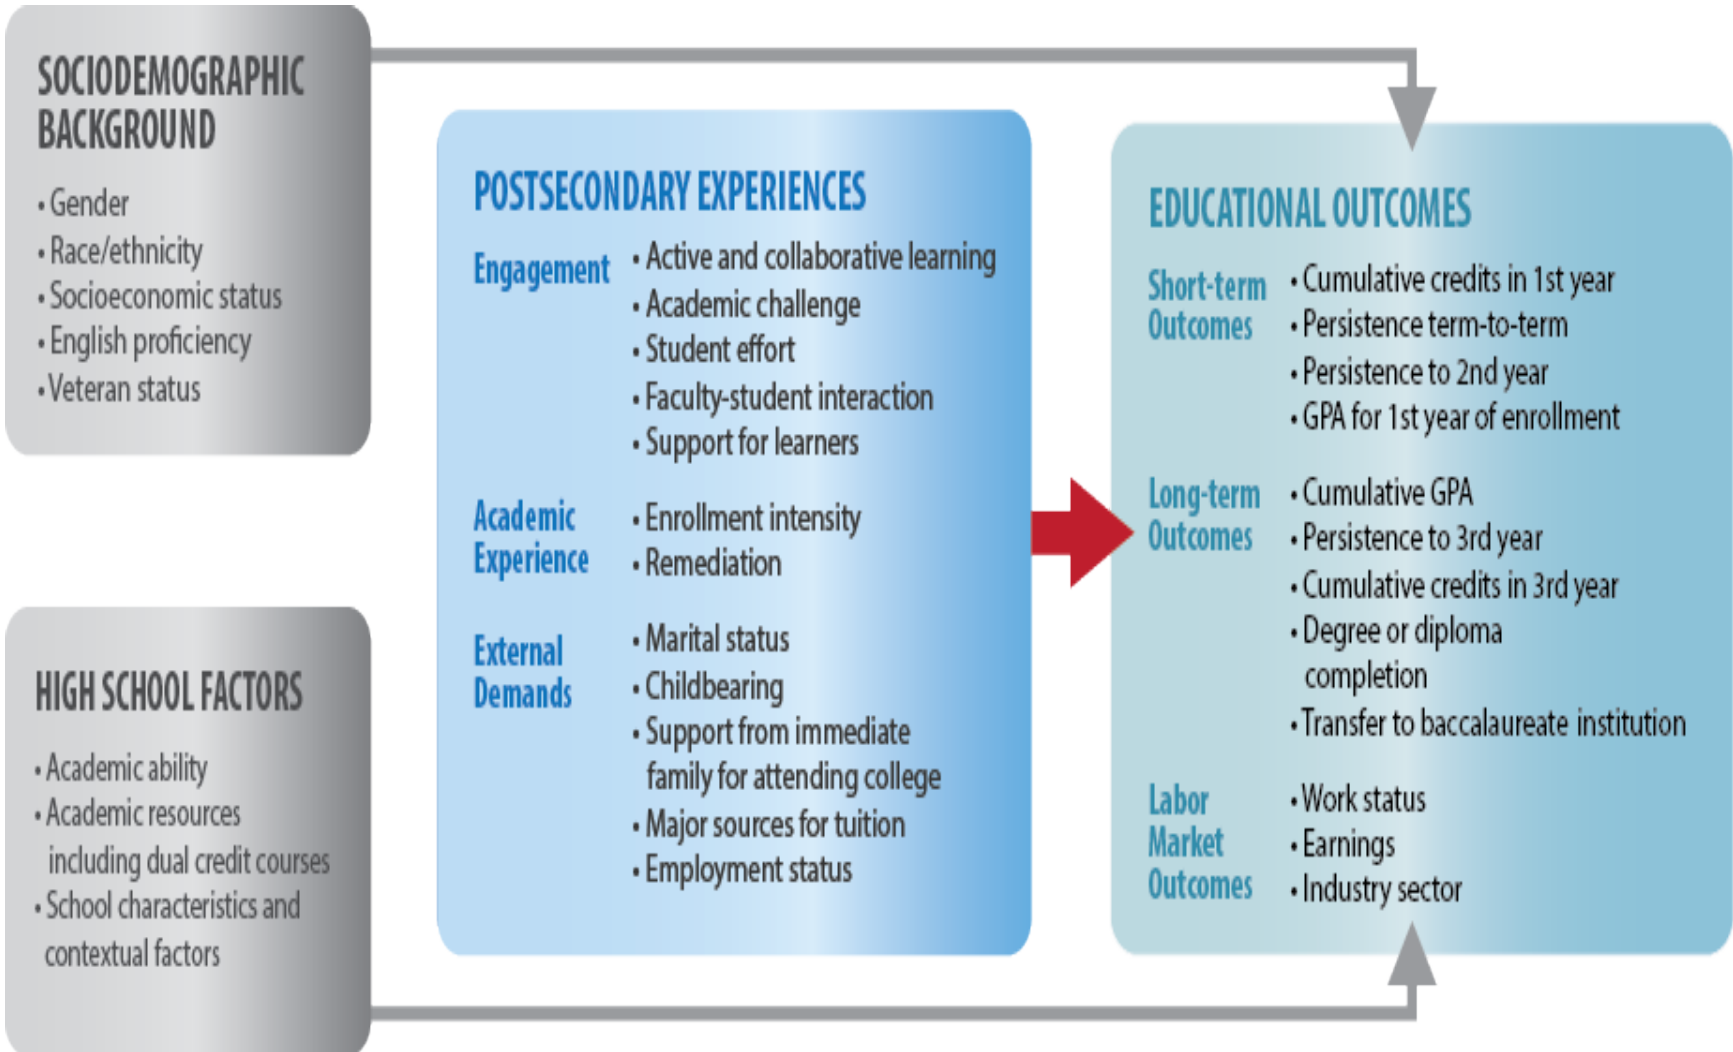 SOCIODEMOGRAPHIC
BACKGROUND
• Gender
• Race/ethnicity
• Socioeconomic status
• English proficiency
• Veteran status
HIGH SCHOOL FACTORS
• Academic ability
• Academic resources
including dual credit courses
• School characteristics and
contextual factors
POSTSECONDARY EXPERIENCES
Engagement
• Active and collaborative learning
• Academic challenge
• Student effort
• Faculty-student interaction
• Support for learners
Academic
Experience
• Enrollment intensity
• Remediation
External
Demands
• Marital status
• Childbearing
• Support from immediate
family for attending college
• Major sources for tuition
• Employment status
EDUCATIONAL OUTCOMES
Short-term
Outcomes
• Cumulative credits in 1st year
• Persistence term-to-term
• Persistence to 2nd year
• GPA for 1st year of enrollment
Long-term
Outcomes
• Cumulative GPA
• Persistence to 3rd year
• Cumulative credits in 3rd year
• Degree or diploma
completion
• Transfer to baccalaureate institution
Labor
Market
Outcomes
• Work status
• Earnings
• Industry sector